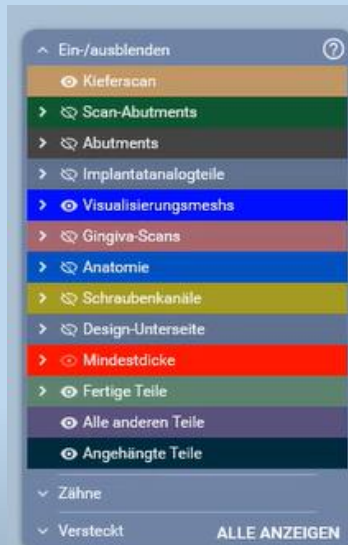 Ein-/ausblenden
Kieferscan
Scan-Abutments
Abutments
Implantatanalogteile
Visualisierungsmeshs
Gingiva-Scans
Anatomie
Schraubenkanäle
Design-Unterseite
Mindestdicke
Fertige Teile
Alle anderen Teile
Angehängte Teile
Zähne
Versteckt ALLE ANZEIGEN